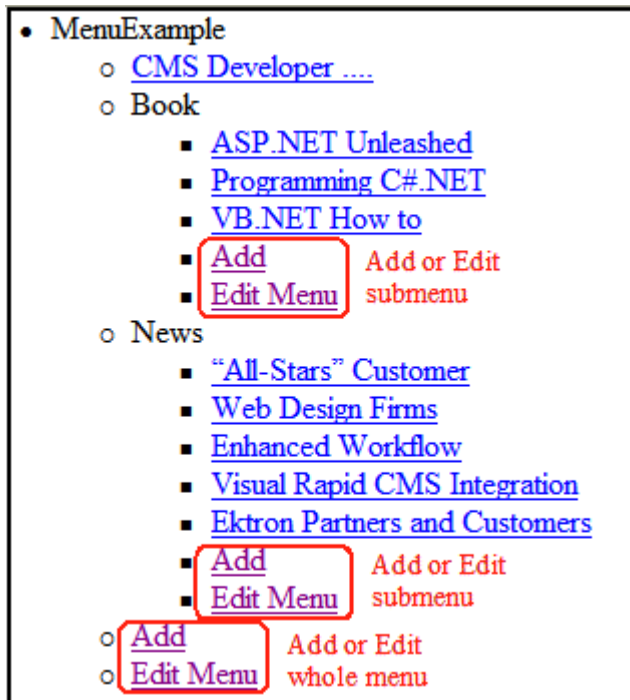 MenuExample
CMS Developer ....
Book
ASP.NET Unleashed
Programming C#.NET
VB.NET How to
Add
Edit Menu
Add or Edit
submenu
News
“All-Stars” Customer
Web Design Firms
Enhanced Workflow
Visual Rapid CMS Integration
Ektron Partners and Customers
Add
Edit Menu
Add or Edit
submenu
Add
Edit Menu
Add or Edit
whole menu